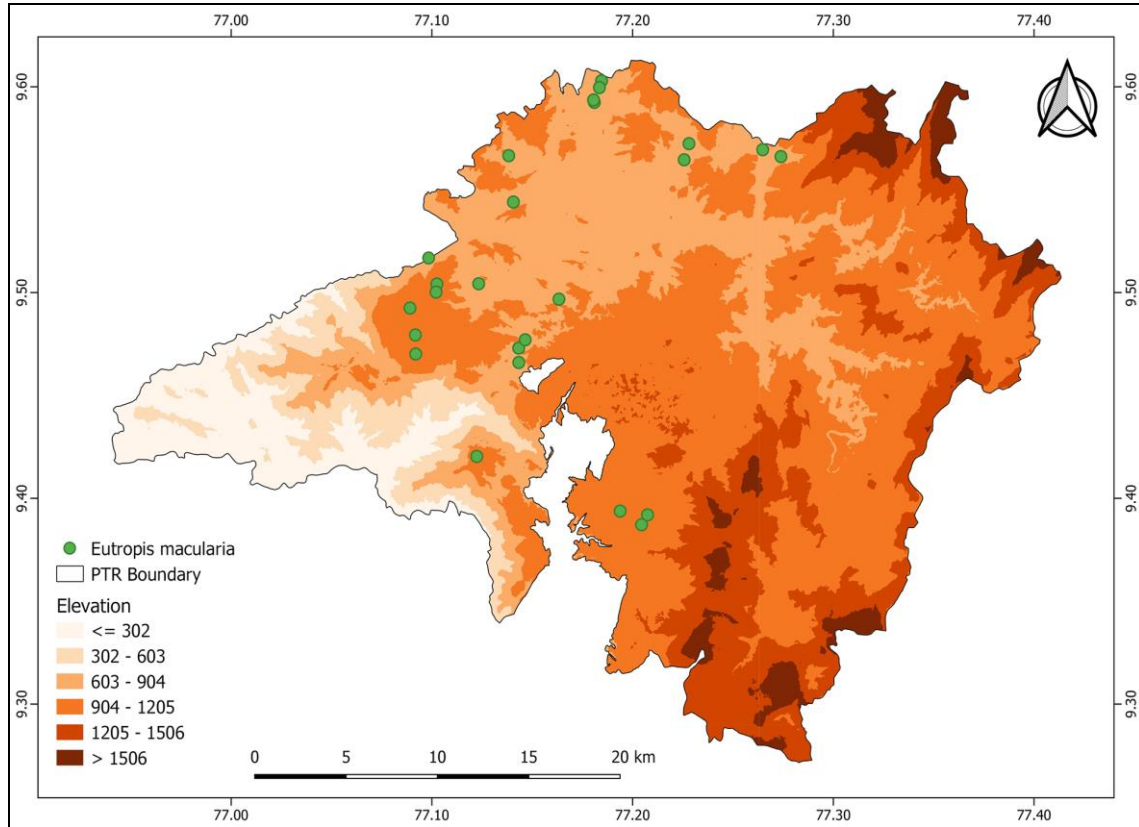 77.00 77.10 77.20 77.30 77.40
9.60 9.60
9.50 9.50
9.40 9.40
9.30 9.30
Eutropis macularia
PTR Boundary
Elevation
<= 302
302 - 603
603 - 904
904 - 1205
1205 - 1506
> 1506
0 5 10 15 20 km
77.00 77.10 77.20 77.30 77.40